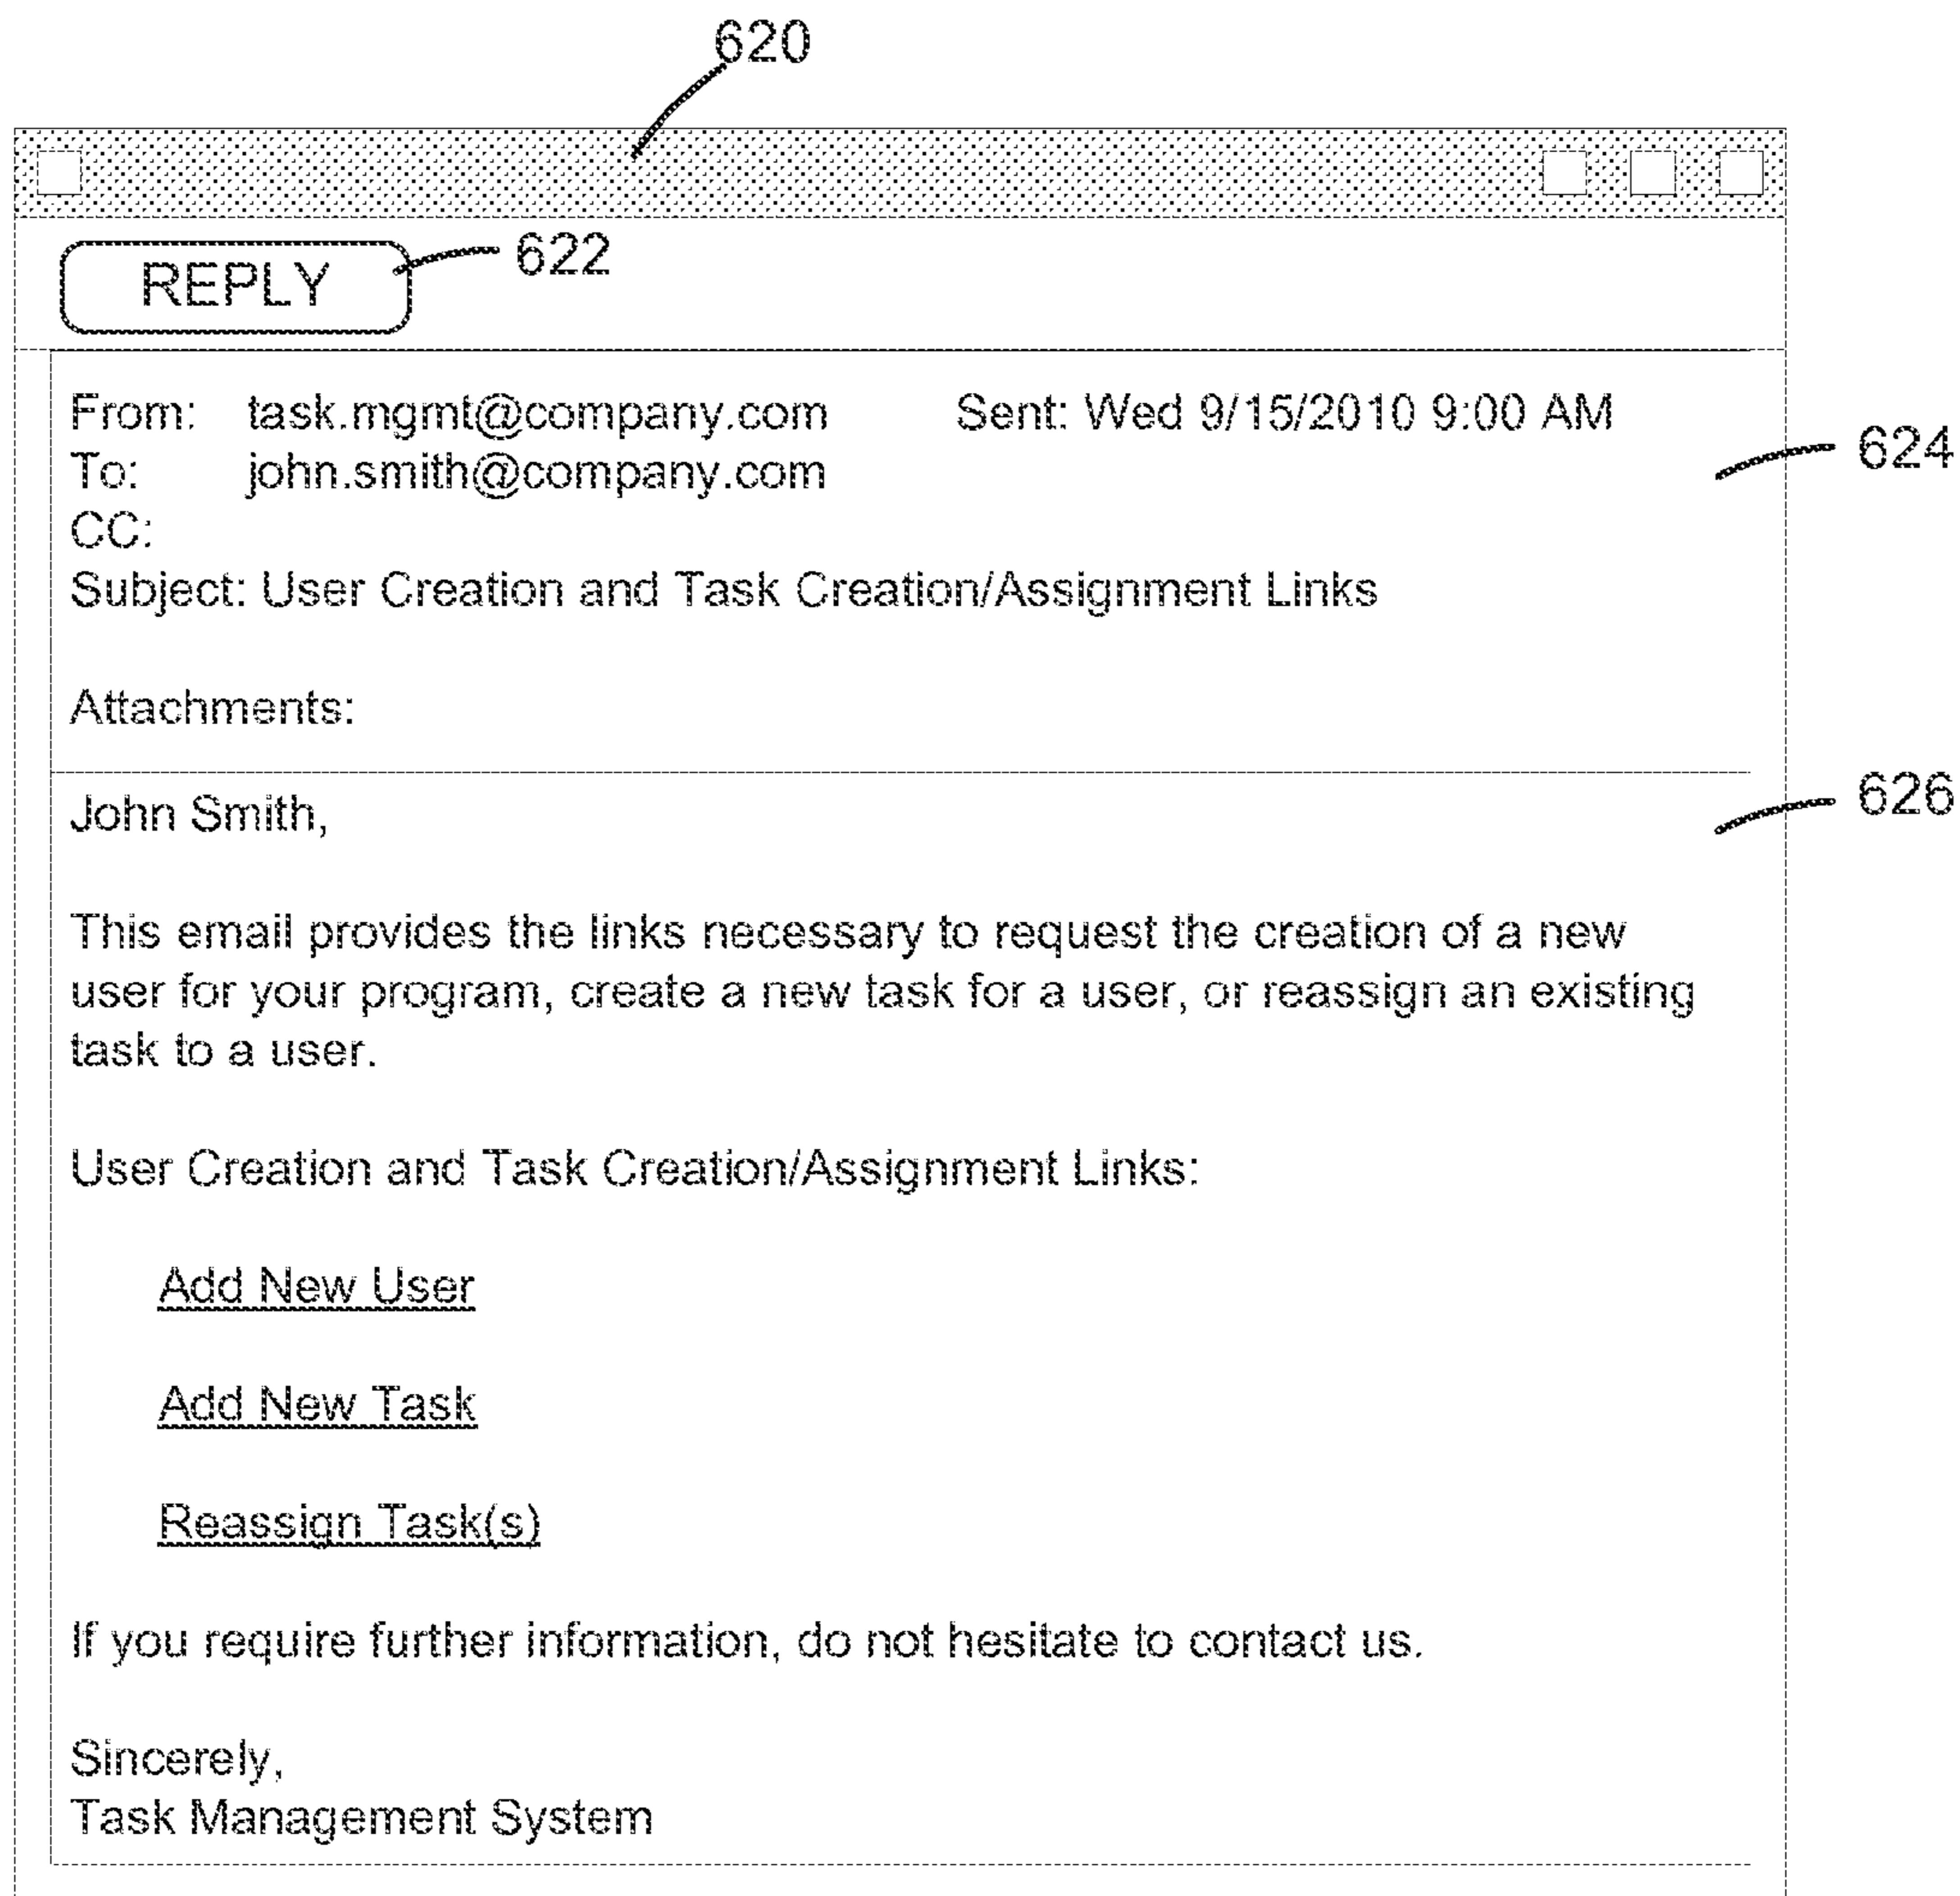 620
REPLY 622
From: task.mgmt@company.com Sent: Wed 9/15/2010 9:00 AM
To: john.smith@company.com
624
CC:
Subject: User Creation and Task Creation/Assignment Links
Attachments:
626
John Smith,
This email provides the links necessary to request the creation of a new
user for your program, create a new task for a user, or reassign an existing
task to a user.
User Creation and Task Creation/Assignment Links:
Add New User
Add New Task
Reassign Task(s)
If you require further information, do not hesitate to contact us.
Sincerely,
Task Management System